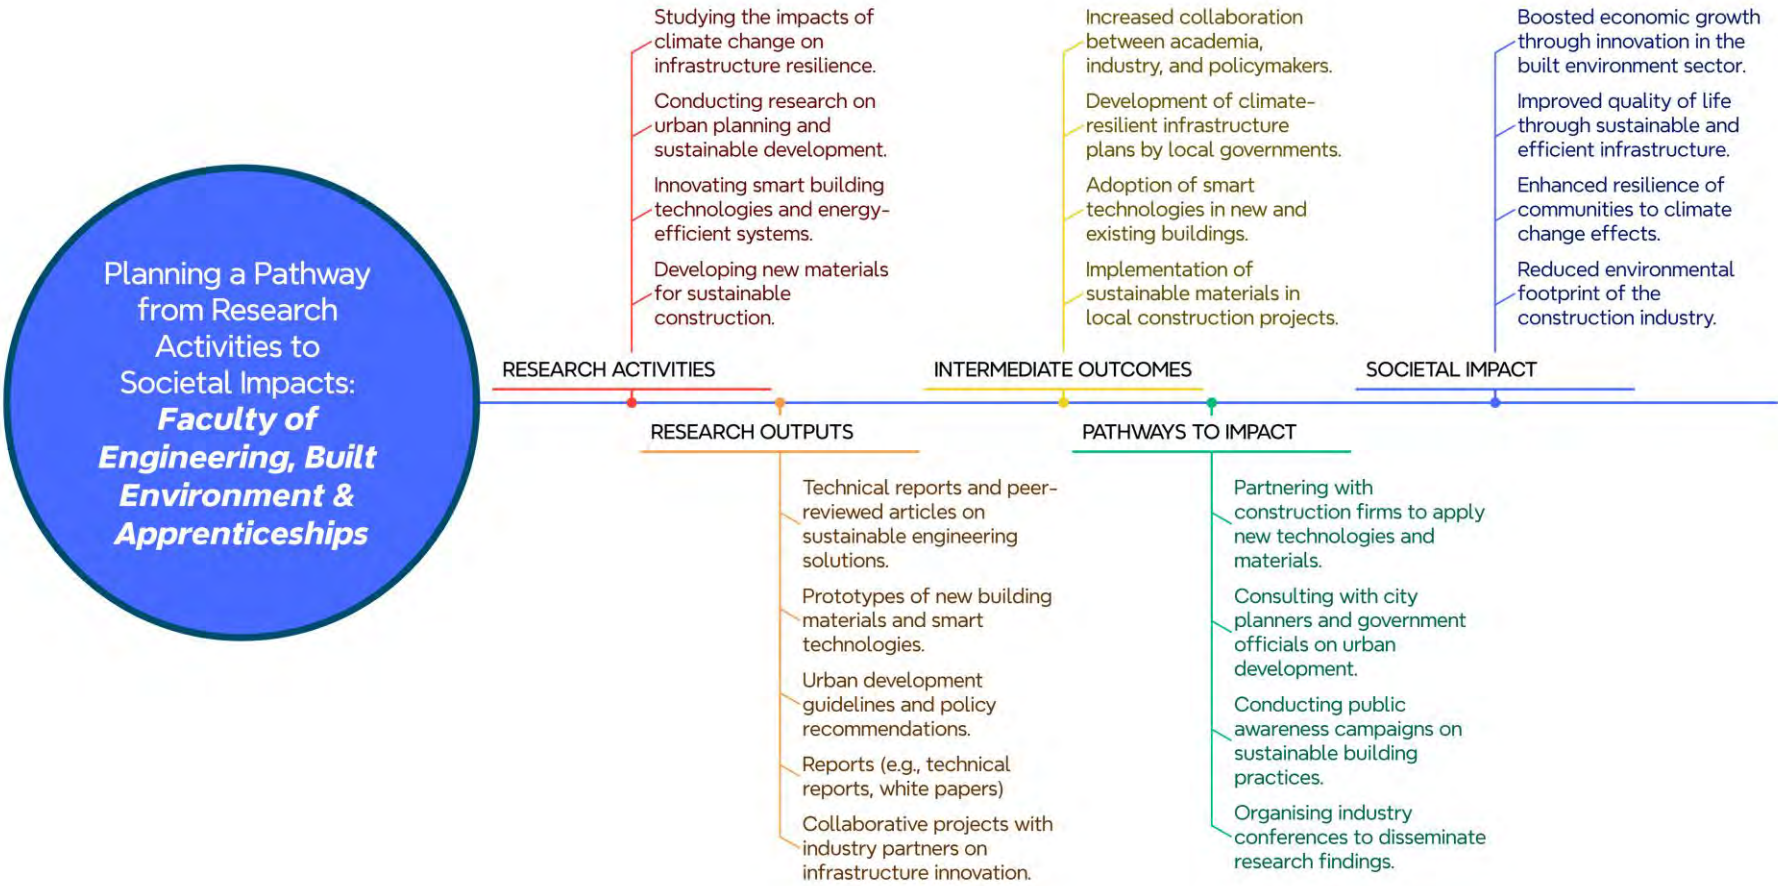 Planning a Pathway
from Research
Activities to
Societal Impacts:
Faculty of
Engineering, Built
Environment &
Apprenticeships
Studying the impacts of
climate change on
infrastructure resilience.
Conducting research on
urban planning and
sustainable development.
Innovating smart building
technologies and energy-
efficient systems.
Developing new materials
for sustainable
construction.
RESEARCH ACTIVITIES
RESEARCH OUTPUTS
Technical reports and peer-
reviewed articles on
sustainable engineering
solutions.
Prototypes of new building
materials and smart
technologies.
Urban development
guidelines and policy
recommendations.
Reports (e.g., technical
reports, white papers)
Collaborative projects with
industry partners on
infrastructure innovation.
Increased collaboration
between academia,
industry, and policymakers.
Development of climate-
resilient infrastructure
plans by local governments.
Adoption of smart
technologies in new and
existing buildings.
Implementation of
sustainable materials in
local construction projects.
INTERMEDIATE OUTCOMES
PATHWAYS TO IMPACT
Partnering with
construction firms to apply
new technologies and
materials.
Consulting with city
planners and government
officials on urban
development.
Conducting public
awareness campaigns on
sustainable building
practices.
Organising industry
conferences to disseminate
research findings.
Boosted economic growth
through innovation in the
built environment sector.
Improved quality of life
through sustainable and
efficient infrastructure.
Enhanced resilience of
communities to climate
change effects.
Reduced environmental
footprint of the
construction industry.
SOCIETAL IMPACT